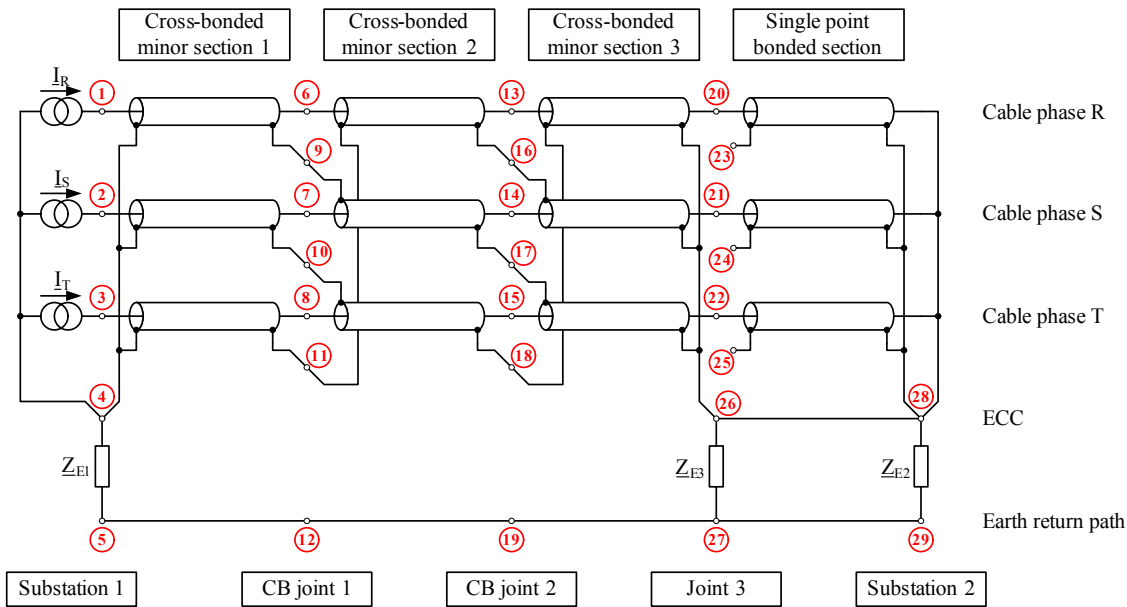 Cross-bonded
minor section 1
Cross-bonded
minor section 2
Cross-bonded
minor section 3
Single point
bonded section
I_R
1
6
13
20
Cable phase R
9
16
23
I_S
2
7
14
21
Cable phase S
10
17
24
I_T
3
8
15
22
Cable phase T
11
18
25
4
26
28
ECC
Z_E1
Z_E3
Z_E2
5
12
19
27
29
Earth return path
Substation 1
CB joint 1
CB joint 2
Joint 3
Substation 2